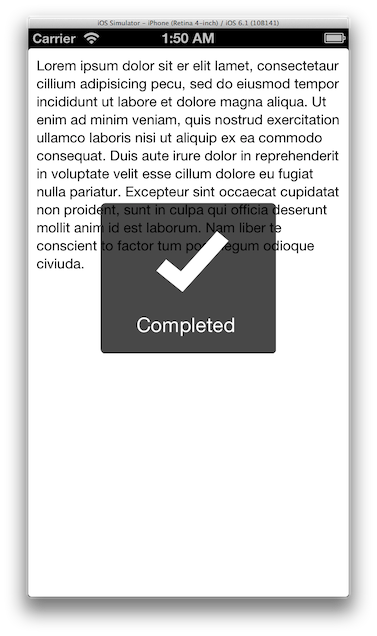 iOS Simulator – iPhone (Retina 4-inch) / iOS 6.1 (10B141)
Carrier 1:50 AM
Lorem ipsum dolor sit er elit lamet, consectetaur
cillium adipisicing pecu, sed do eiusmod tempor
incididunt ut labore et dolore magna aliqua. Ut
enim ad minim veniam, quis nostrud exercitation
ullamco laboris nisi ut aliquip ex ea commodo
consequat. Duis aute irure dolor in reprehenderit
in voluptate velit esse cillum dolore eu fugiat
nulla pariatur. Excepteur sint occaecat cupidatat
non proident, sunt in culpa qui officia deserunt
mollit anim id est laborum. Nam liber te
conscient to factor tum legum odioque
civiuda.
Completed